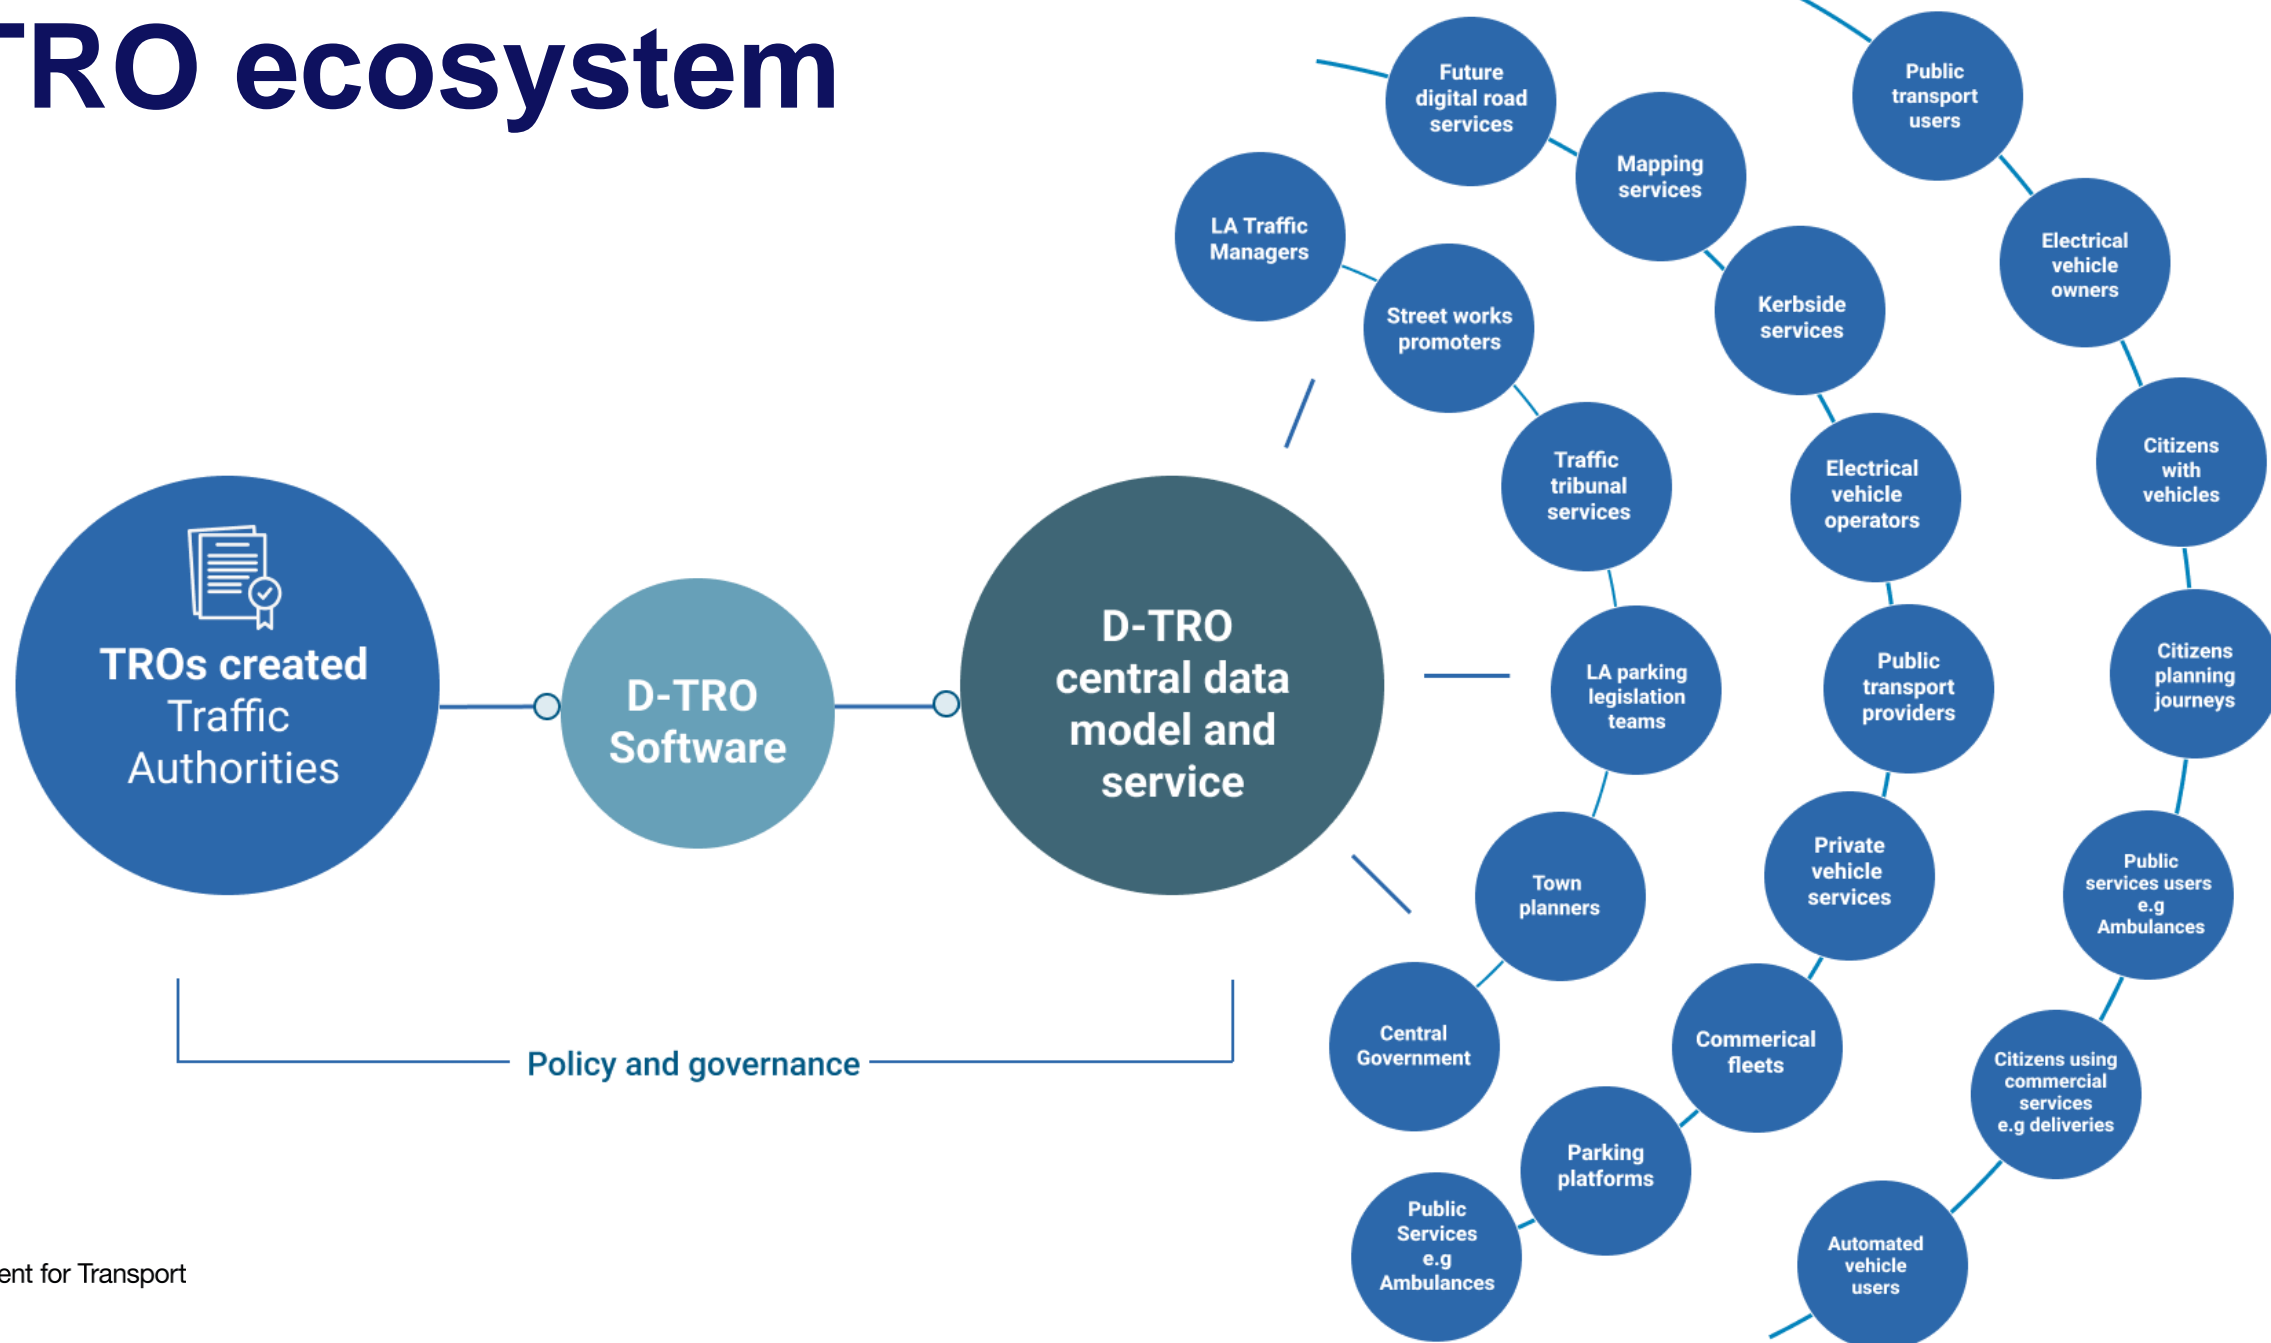 TRO ecosystem
TROs created
Traffic
Authorities
D-TRO
Software
D-TRO
central data
model and
service
Policy and governance
LA Traffic
Managers
Street works
promoters
Traffic
tribunal
services
LA parking
legislation
teams
Town
planners
Central
Government
Future
digital road
services
Mapping
services
Kerbside
services
Electrical
vehicle
operators
Public
transport
providers
Private
vehicle
services
Commerical
fleets
Parking
platforms
Public
Services
e.g
Ambulances
Public
transport
users
Electrical
vehicle
owners
Citizens
with
vehicles
Citizens
planning
journeys
Public
services users
e.g
Ambulances
Citizens using
commercial
services
e.g deliveries
Automated
vehicle
users
ent for Transport